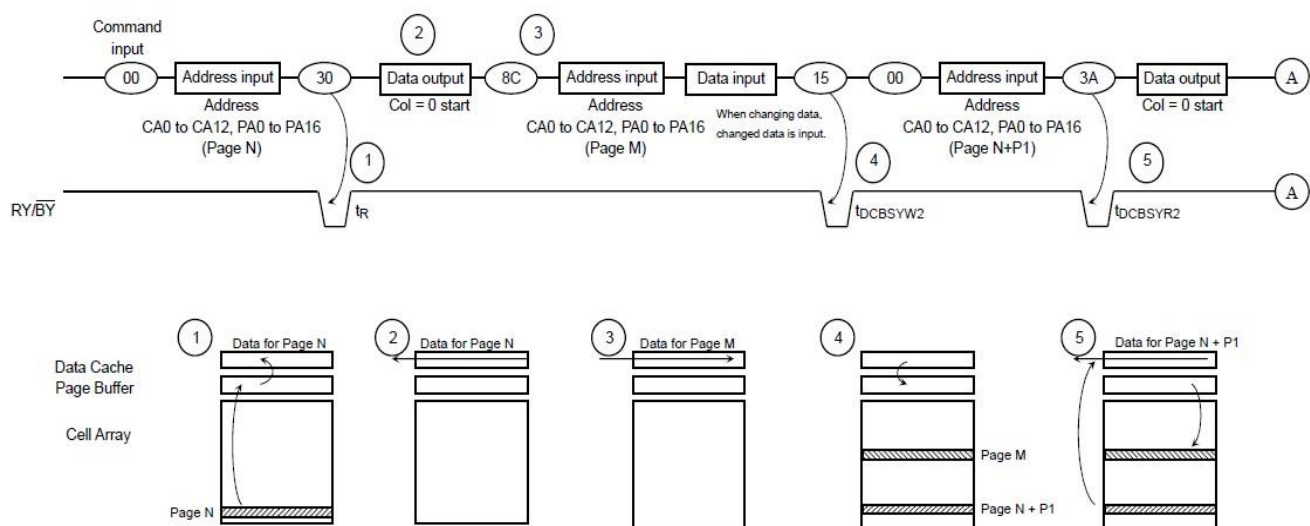 Command
input
2
3
00
Address input
30
Data output
8C
Address input
Data input
15
00
Address input
3A
Data output
A
Address
CA0 to CA12, PA0 to PA16
(Page N)
Col = 0 start
Address
CA0 to CA12, PA0 to PA16
(Page M)
When changing data,
changed data is input.
Address
CA0 to CA12, PA0 to PA16
(Page N+P1)
Col = 0 start
1
4
5
RY/BY
tR
tDCBSYW2
tDCBSYR2
A
1
Data for Page N
2
Data for Page N
3
Data for Page M
4
5
Data for Page N + P1
Data Cache
Page Buffer
Cell Array
Page M
Page N
Page N + P1